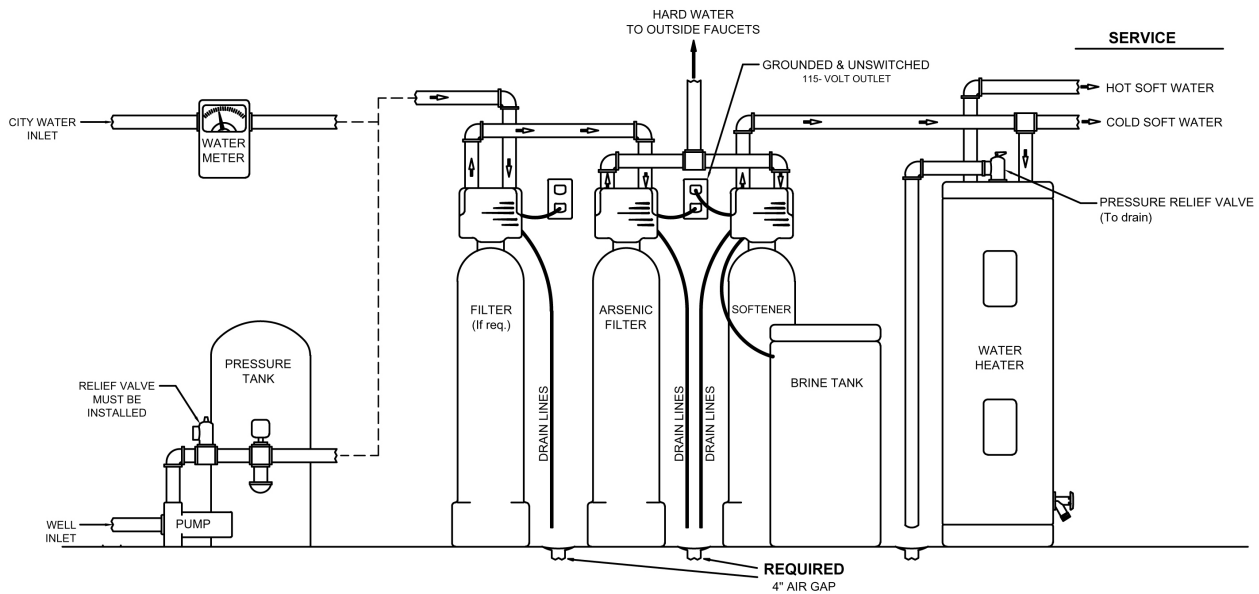 HARD WATER
TO OUTSIDE FAUCETS
SERVICE
GROUNDED & UNSWITCHED
115- VOLT OUTLET
HOT SOFT WATER
CITY WATER
INLET
WATER
METER
COLD SOFT WATER
PRESSURE RELIEF VALVE
(To drain)
FILTER
(If req.)
ARSENIC
FILTER
SOFTENER
PRESSURE
TANK
WATER
HEATER
RELIEF VALVE
MUST BE
INSTALLED
BRINE TANK
DRAIN LINES
DRAIN LINES
DRAIN LINES
WELL
INLET
PUMP
REQUIRED
4" AIR GAP